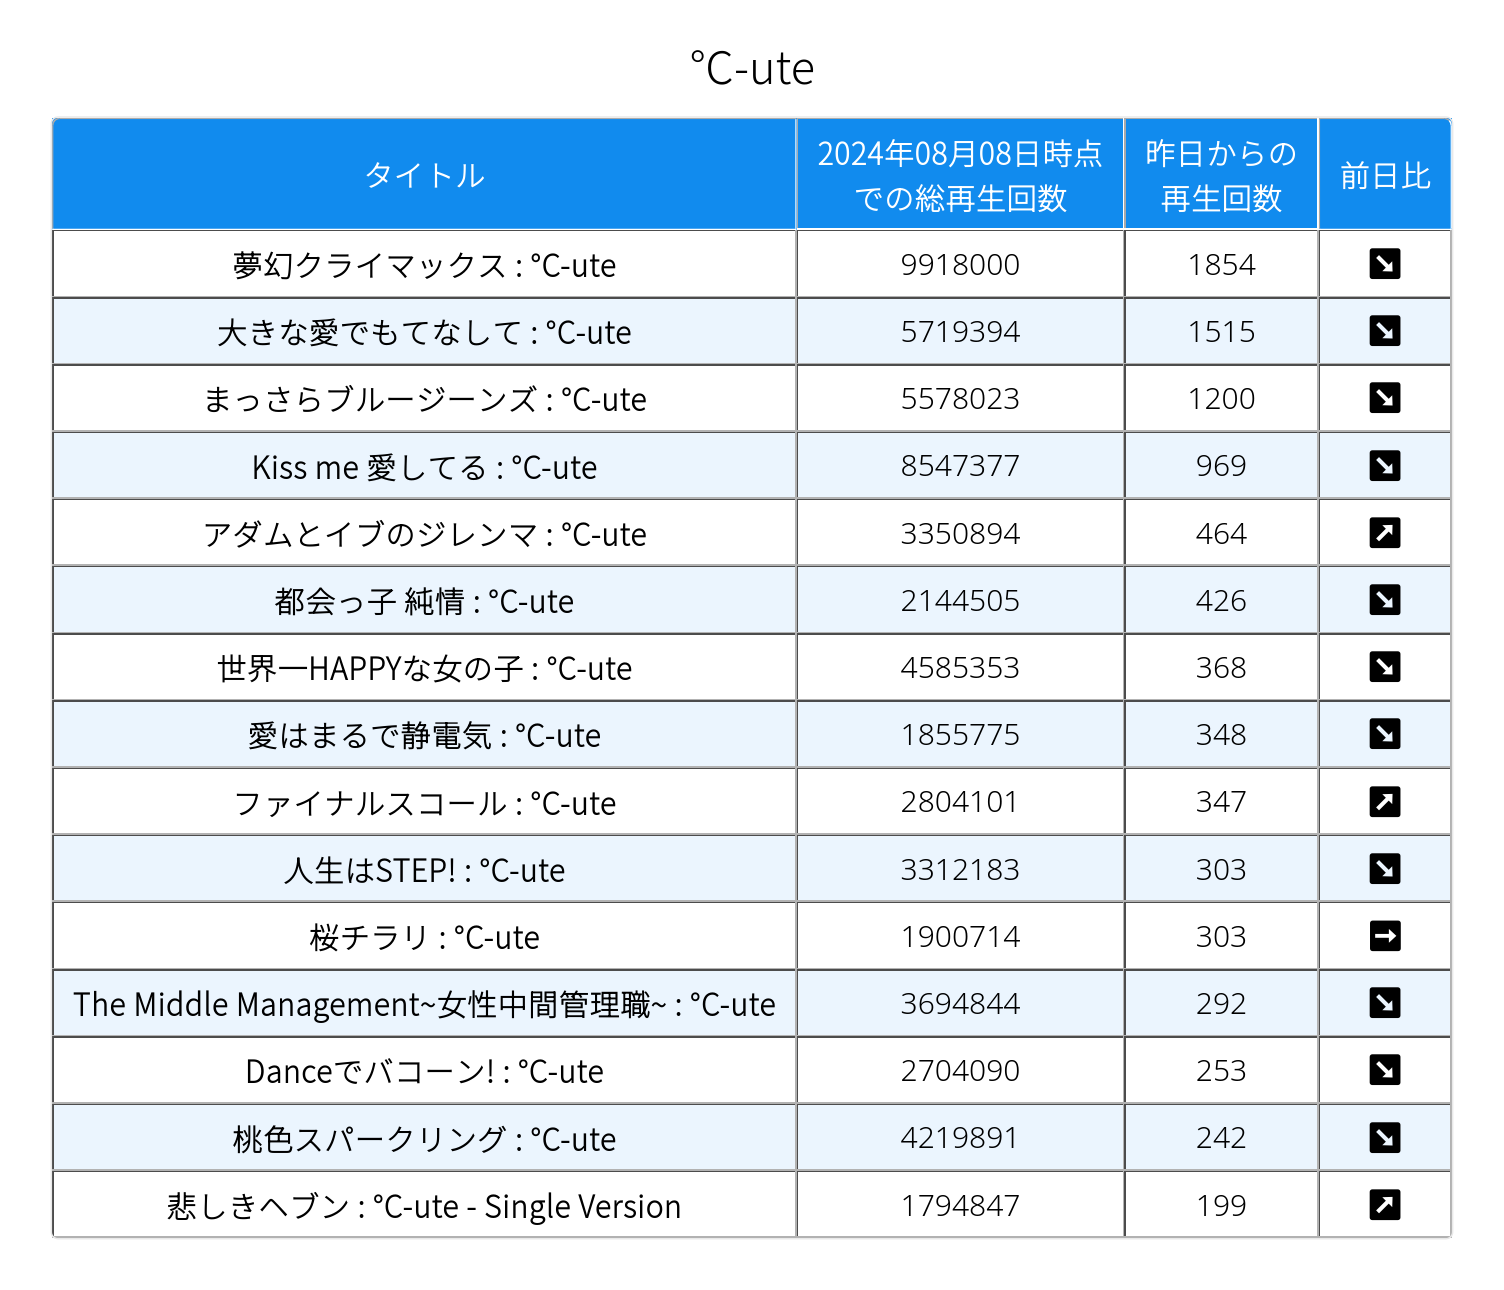 ℃-ute
タイトル 2024年08月08日時点での総再生回数 昨日からの再生回数 前日比
夢幻クライマックス : ℃-ute 9918000 1854 ↘
大きな愛でもてなして : ℃-ute 5719394 1515 ↘
まっさらブルージーンズ : ℃-ute 5578023 1200 ↘
Kiss me 愛してる : ℃-ute 8547377 969 ↘
アダムとイブのジレンマ : ℃-ute 3350894 464 ↗
都会っ子 純情 : ℃-ute 2144505 426 ↘
世界一HAPPYな女の子 : ℃-ute 4585353 368 ↘
愛はまるで静電気 : ℃-ute 1855775 348 ↘
ファイナルスコール : ℃-ute 2804101 347 ↗
人生はSTEP! : ℃-ute 3312183 303 ↘
桜チラリ : ℃-ute 1900714 303 →
The Middle Management~女性中間管理職~ : ℃-ute 3694844 292 ↘
Danceでバコーン! : ℃-ute 2704090 253 ↘
桃色スパークリング : ℃-ute 4219891 242 ↘
悲しきヘブン : ℃-ute - Single Version 1794847 199 ↗